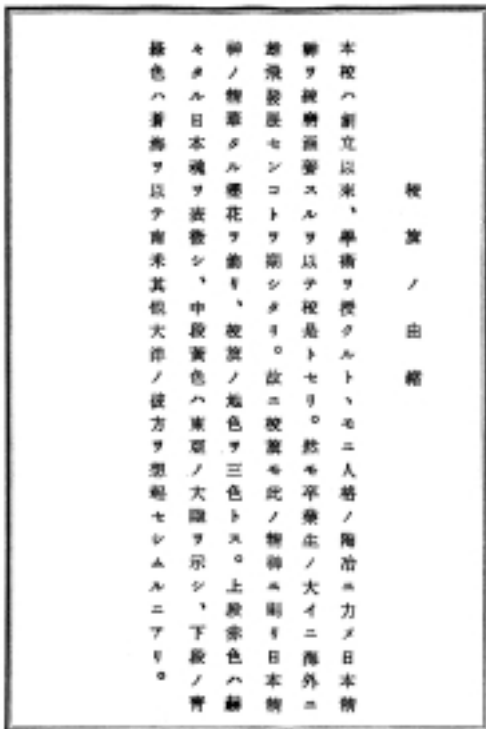 校旗ノ由緒
本校ハ創立以來、學術ヲ授クルトヽモニ人格ノ陶冶ニ力メ日本精
神ヲ鍛磨涵養スルヲ以テ校是トセリ。然モ卒業生ノ大イニ海外ニ
雄飛發展センコトヲ期シタリ。故ニ校旗モ此ノ精神ニ則リ日本精
神ノ精華タル櫻花ヲ飾リ、校旗ノ地色ヲ三色トス。上段赤色ハ赫
々タル日本魂ヲ表徴シ、中段黃色ハ東亞ノ大陸ヲ示シ、下段ノ青
綠色ハ蒼海ヲ以テ南米其他大洋ノ彼方ヲ想起セシムルニアリ。